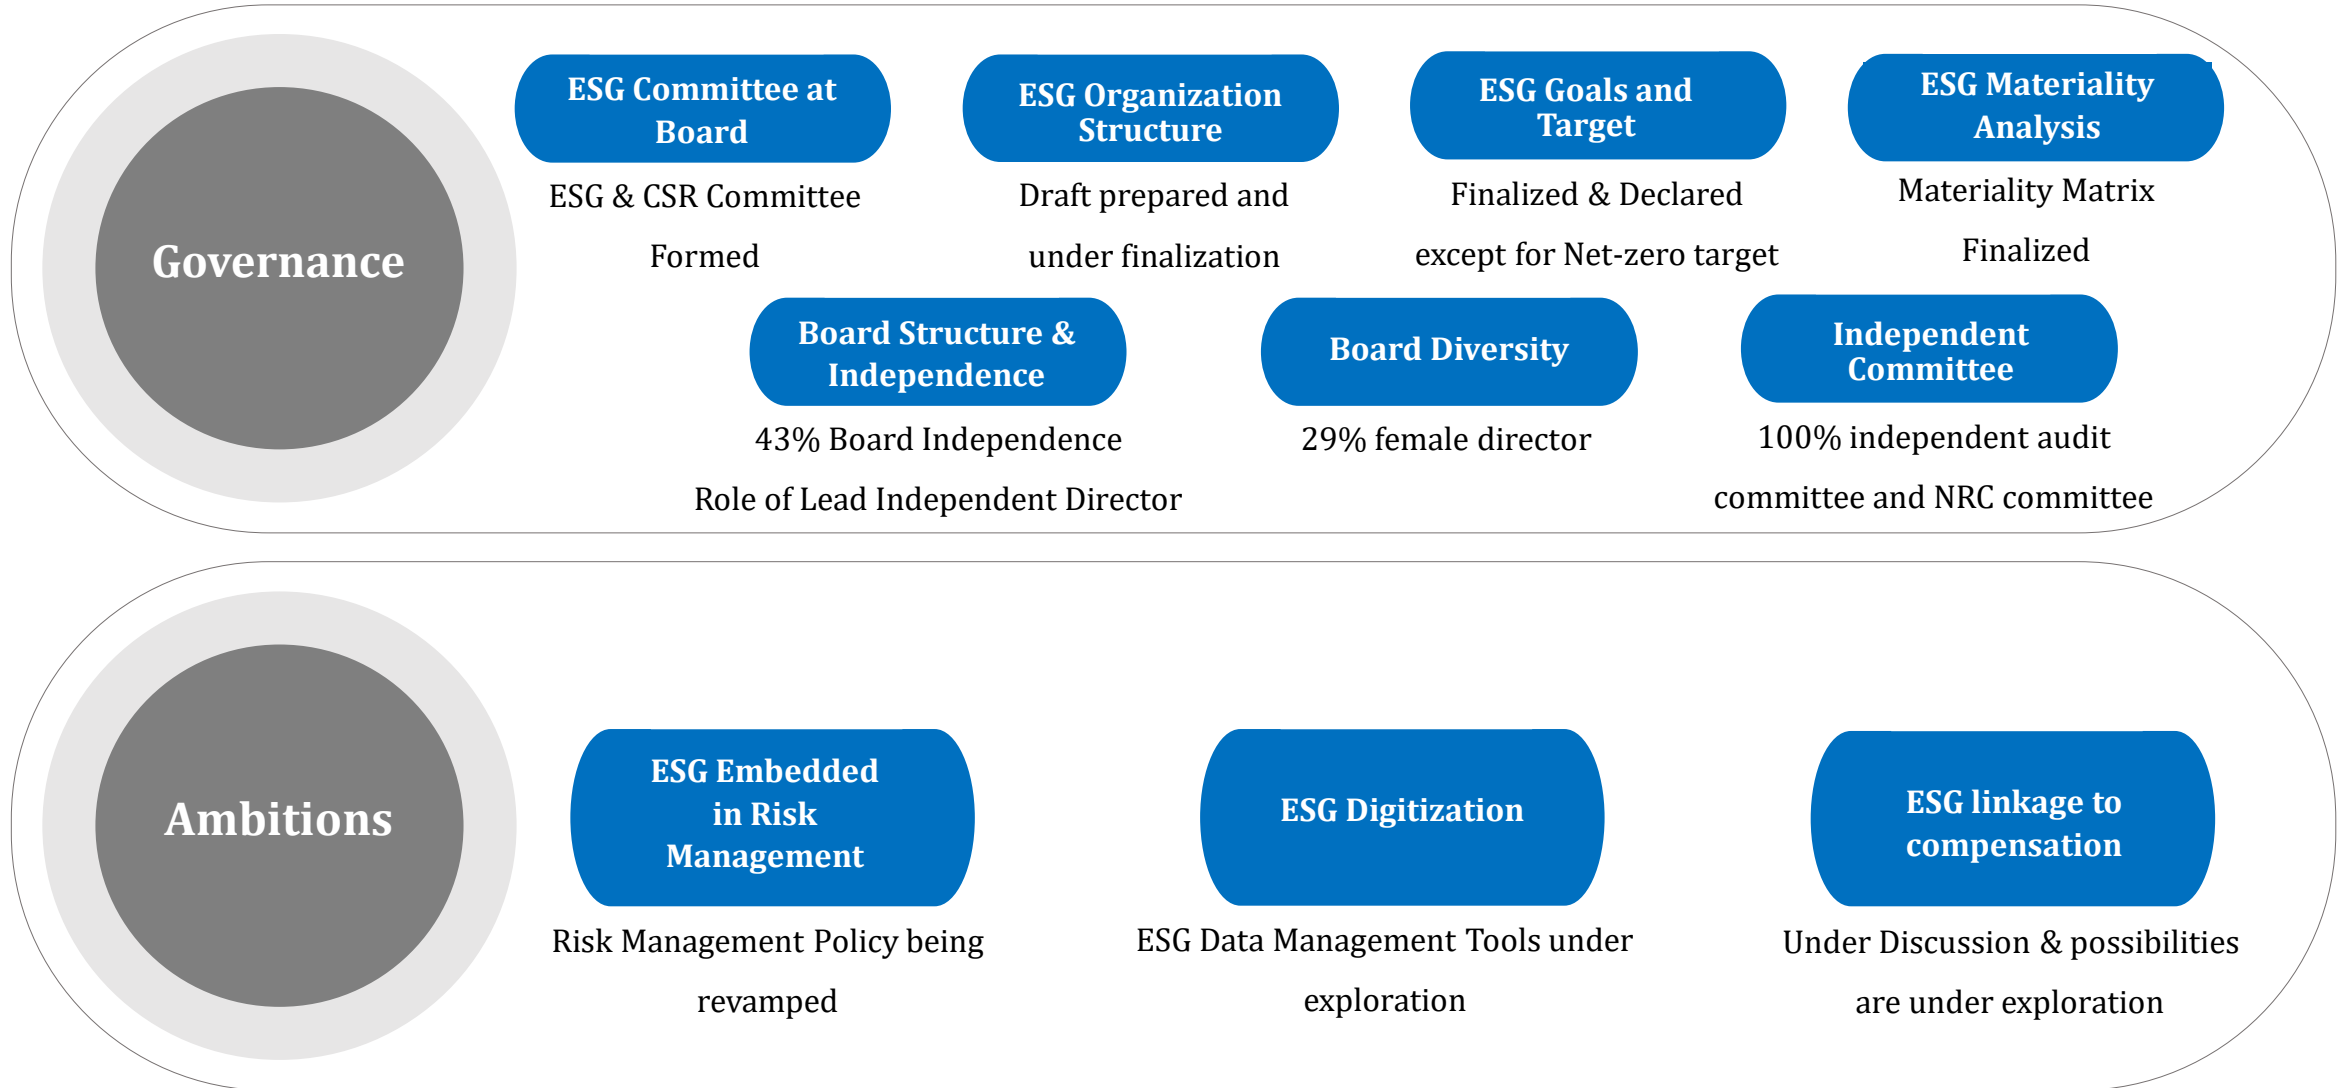 Governance
ESG Committee at
Board
ESG & CSR Committee
Formed
ESG Organization
Structure
Draft prepared and
under finalization
ESG Goals and
Target
Finalized & Declared
except for Net-zero target
ESG Materiality
Analysis
Materiality Matrix
Finalized
Board Structure &
Independence
43% Board Independence
Role of Lead Independent Director
Board Diversity
29% female director
Independent
Committee
100% independent audit
committee and NRC committee
Ambitions
ESG Embedded
in Risk
Management
Risk Management Policy being
revamped
ESG Digitization
ESG Data Management Tools under
exploration
ESG linkage to
compensation
Under Discussion & possibilities
are under exploration